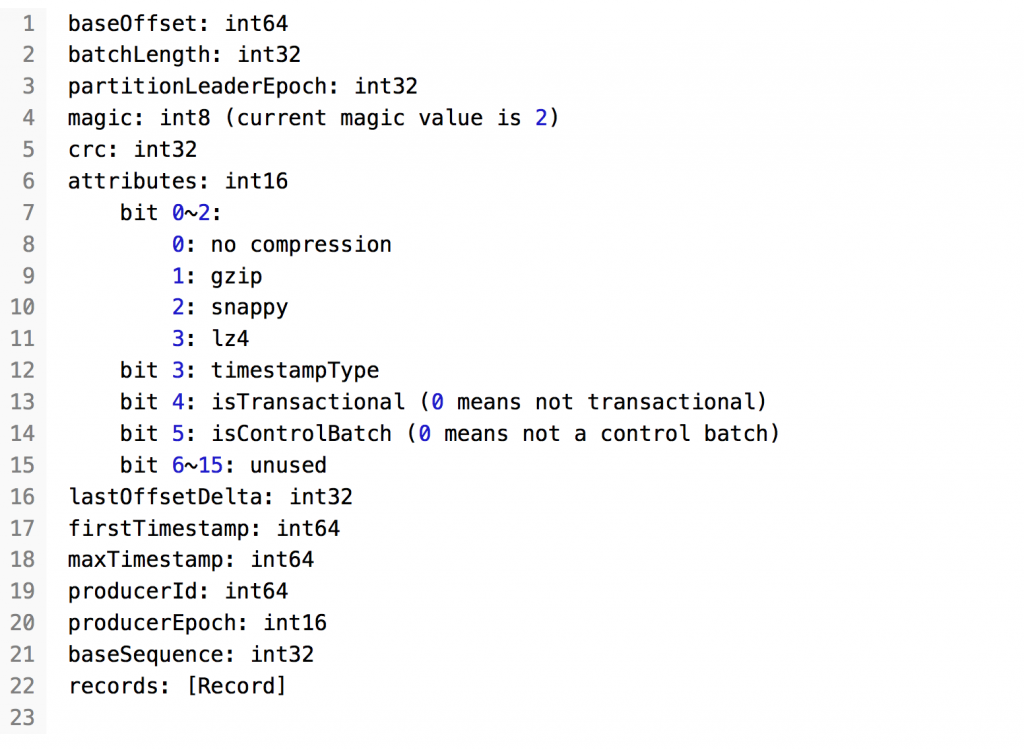 1 baseOffset: int64
2 batchLength: int32
3 partitionLeaderEpoch: int32
4 magic: int8 (current magic value is 2)
5 crc: int32
6 attributes: int16
7     bit 0~2:
8         0: no compression
9         1: gzip
10         2: snappy
11         3: lz4
12     bit 3: timestampType
13     bit 4: isTransactional (0 means not transactional)
14     bit 5: isControlBatch (0 means not a control batch)
15     bit 6~15: unused
16 lastOffsetDelta: int32
17 firstTimestamp: int64
18 maxTimestamp: int64
19 producerId: int64
20 producerEpoch: int16
21 baseSequence: int32
22 records: [Record]
23